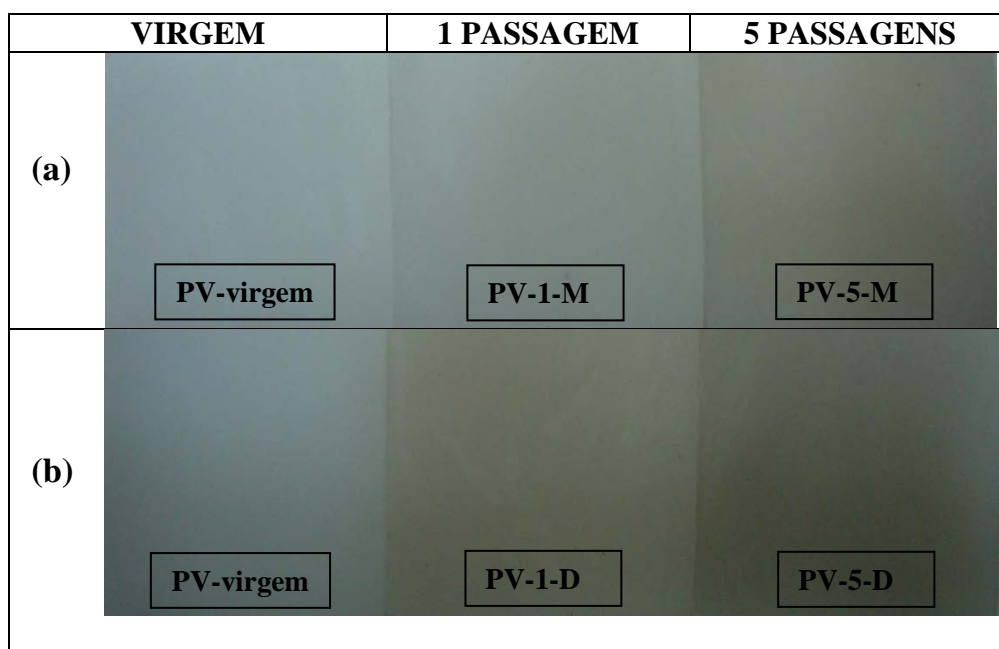 VIRGEM 1 PASSAGEM 5 PASSAGENS
(a)
PV-virgem PV-1-M PV-5-M
(b)
PV-virgem PV-1-D PV-5-D